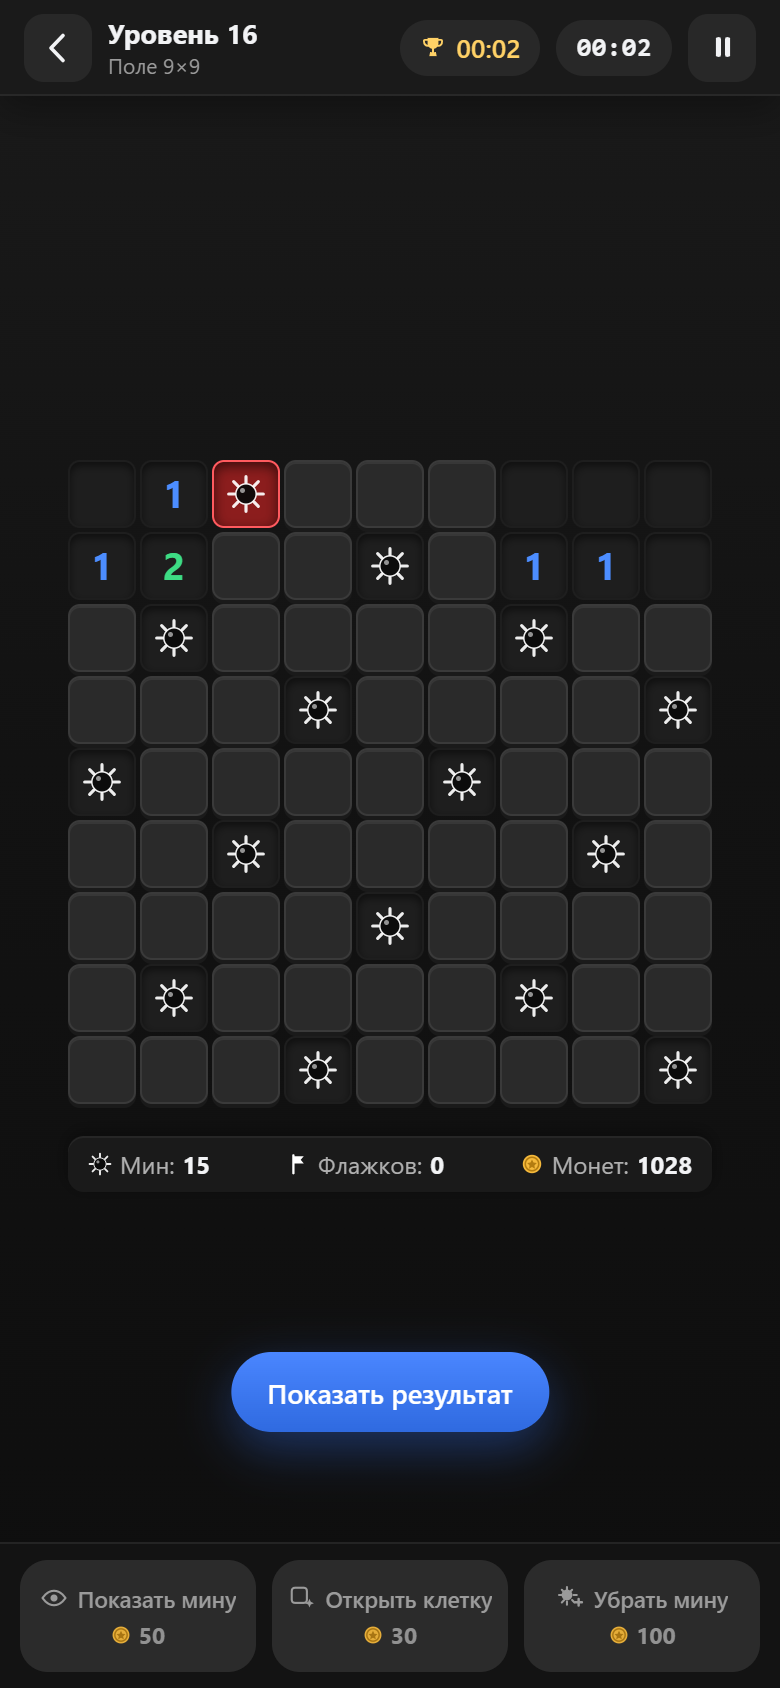 Уровень 16
Поле 9×9
00:02
00:02
1
1 2 1 1
Мин: 15 Флажков: 0 Монет: 1028
Показать результат
Показать мину
50
Открыть клетку
30
Убрать мину
100